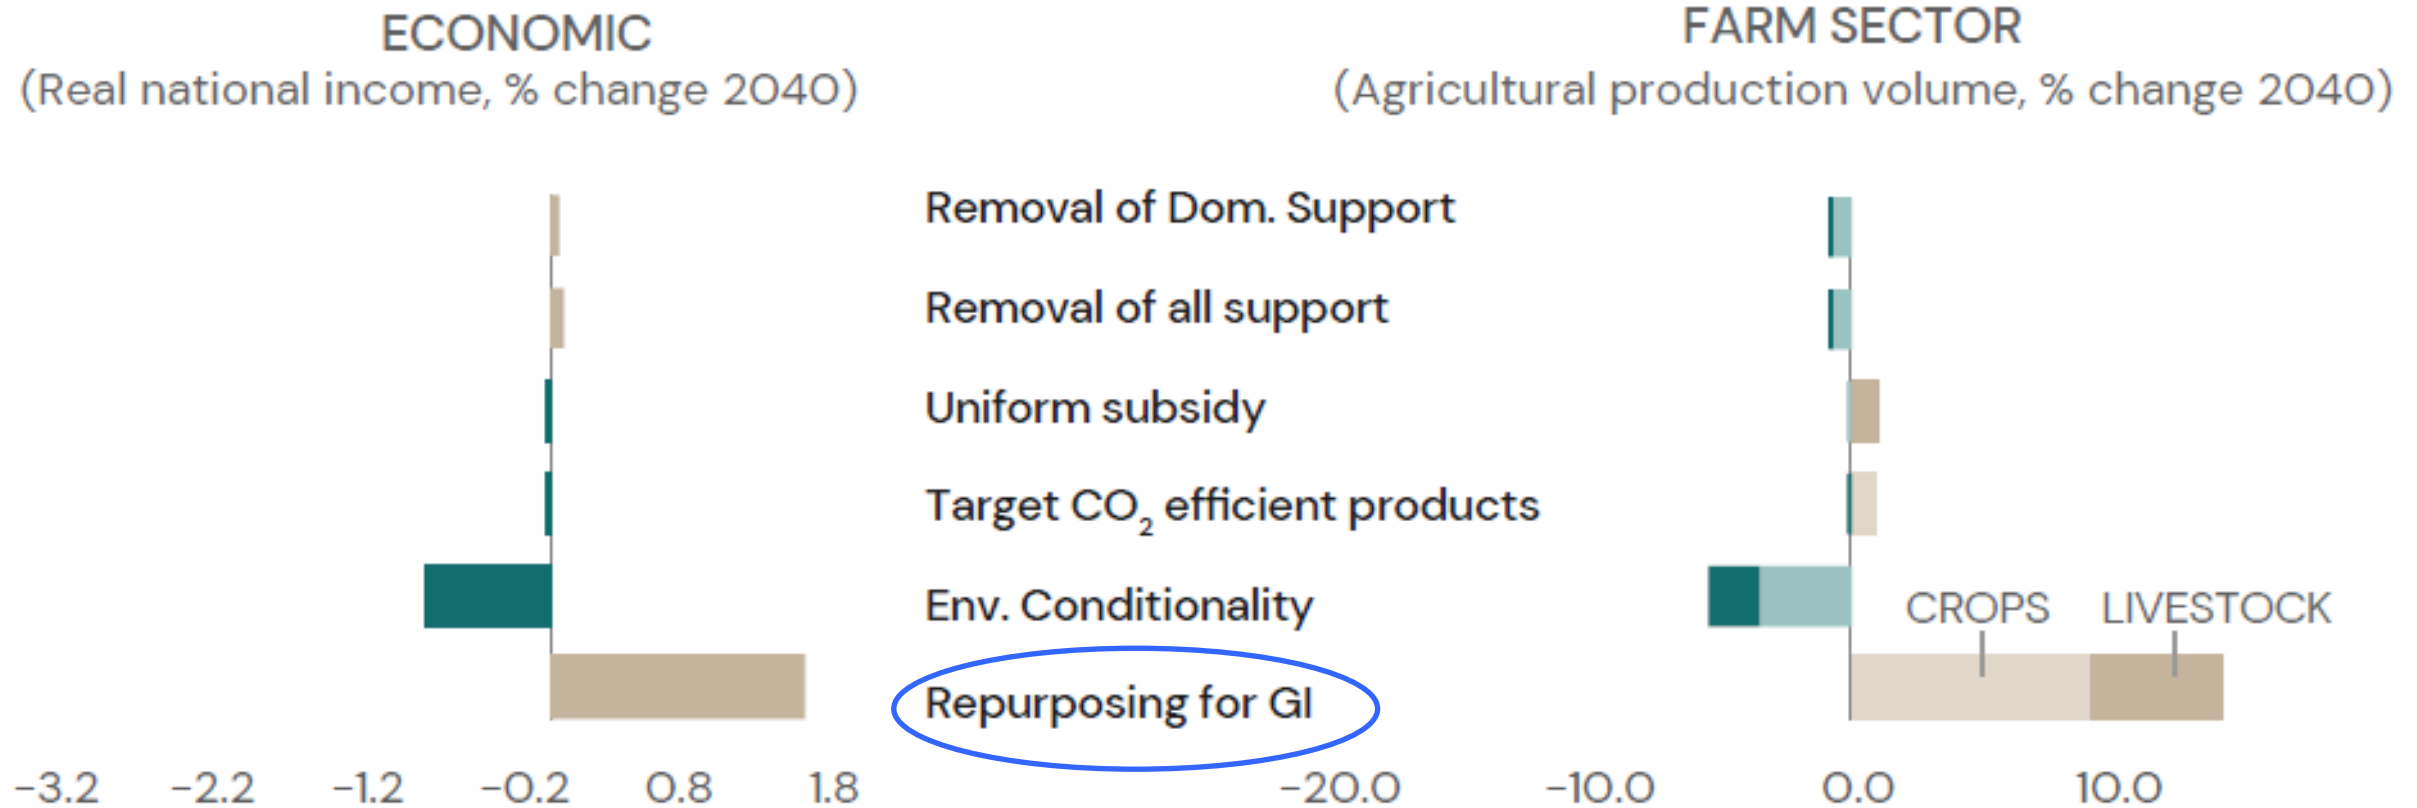 ECONOMIC
(Real national income, % change 2040)
FARM SECTOR
(Agricultural production volume, % change 2040)
Removal of Dom. Support
Removal of all support
Uniform subsidy
Target CO₂ efficient products
Env. Conditionality
CROPS LIVESTOCK
Repurposing for GI
−3.2 −2.2 −1.2 −0.2 0.8 1.8
−20.0 −10.0 0.0 10.0